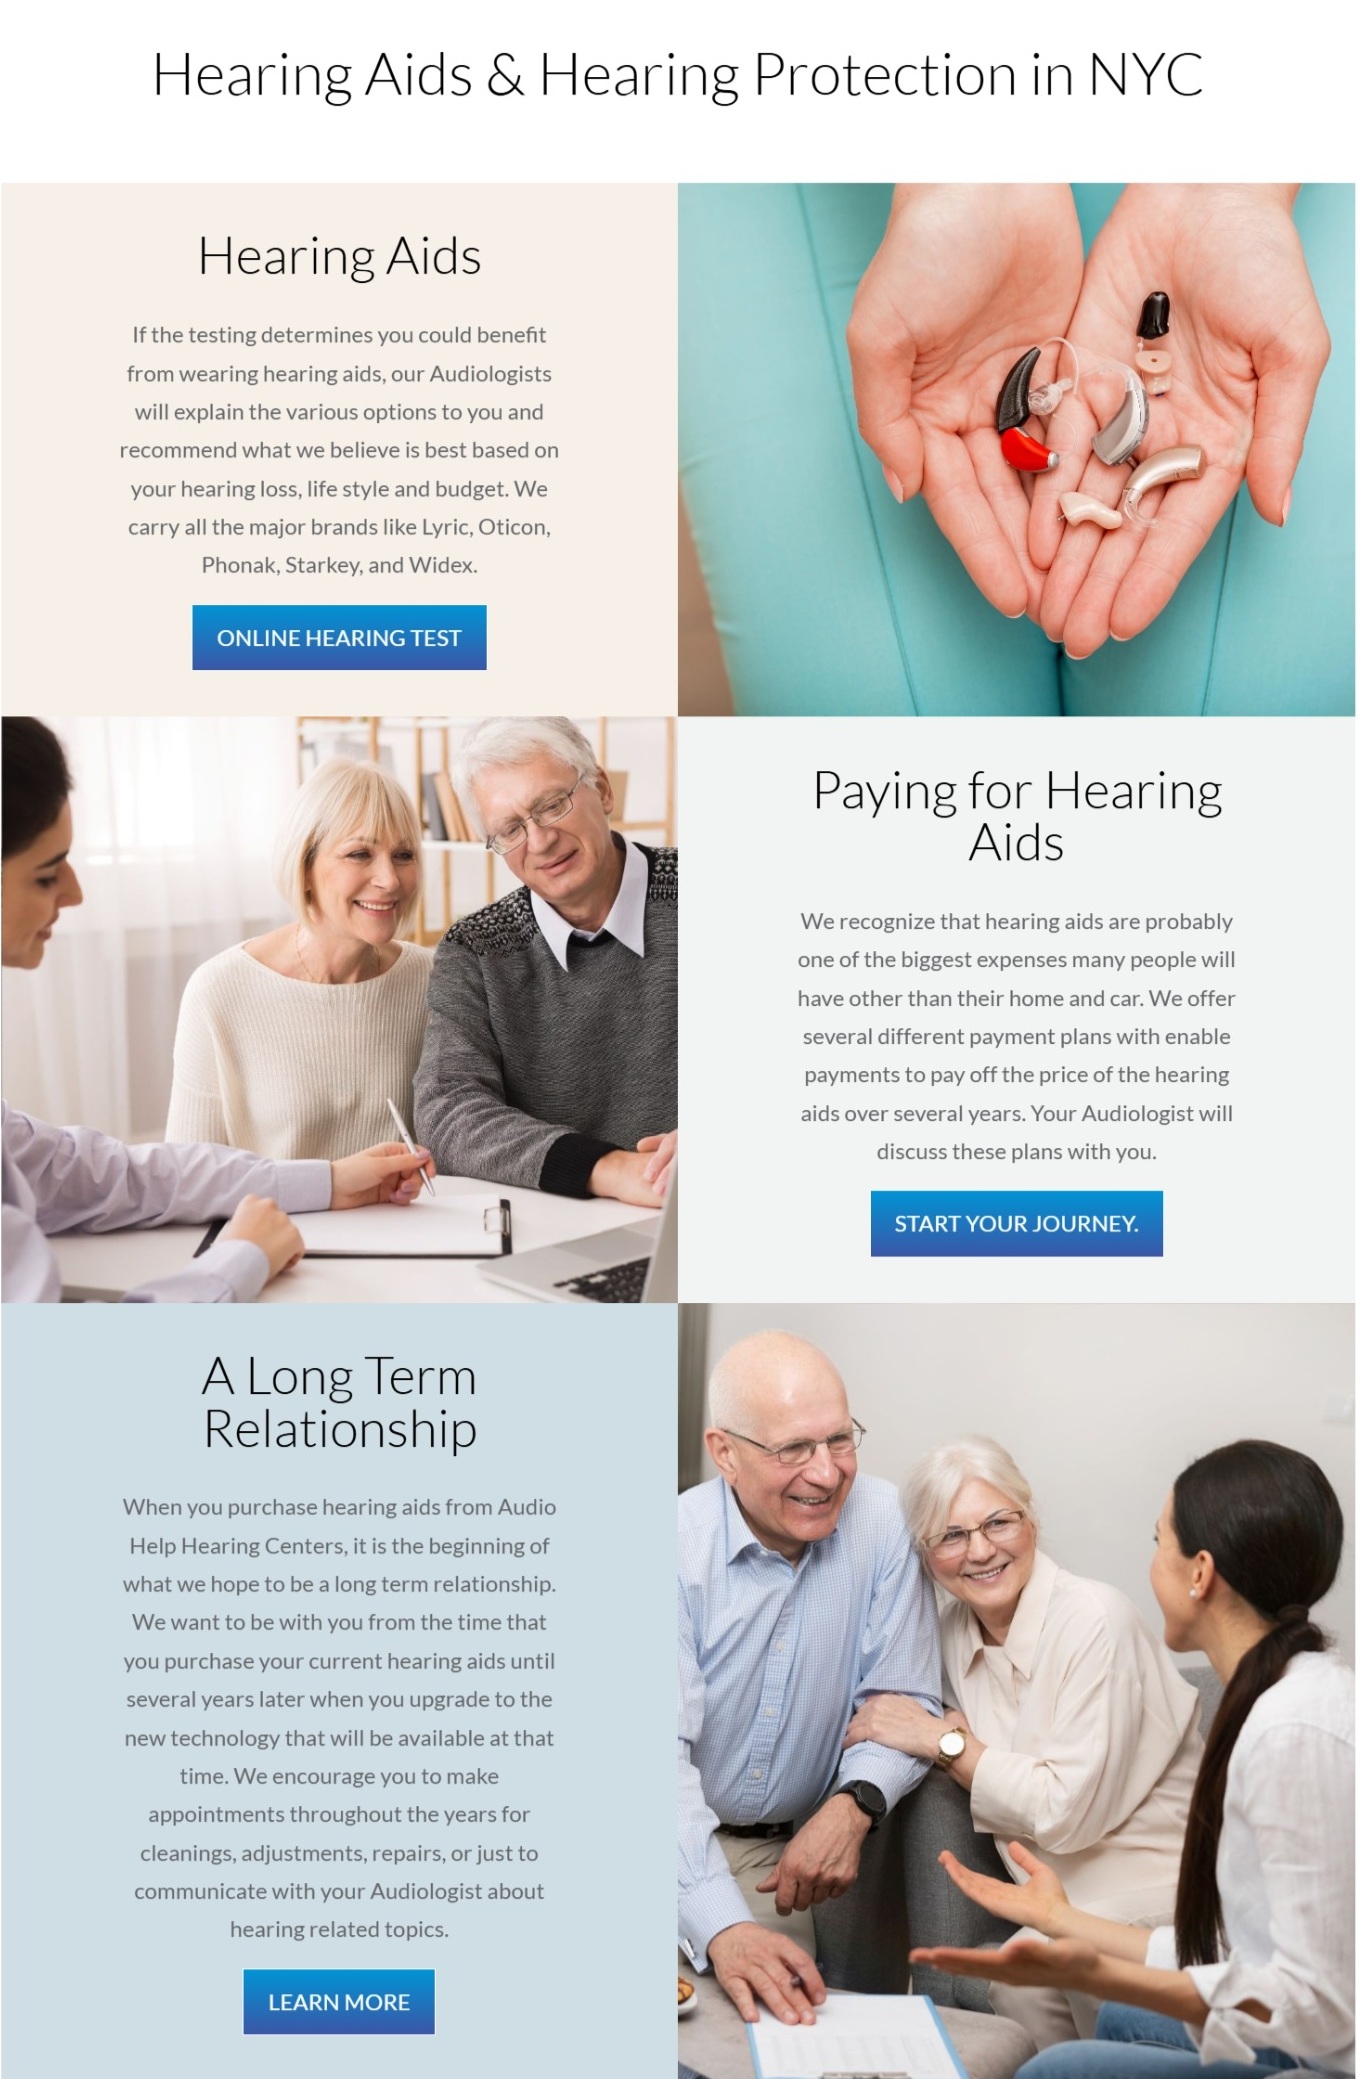 Hearing Aids & Hearing Protection in NYC
Hearing Aids
If the testing determines you could benefit
from wearing hearing aids, our Audiologists
will explain the various options to you and
recommend what we believe is best based on
your hearing loss, life style and budget. We
carry all the major brands like Lyric, Oticon,
Phonak, Starkey, and Widex.
ONLINE HEARING TEST
Paying for Hearing
Aids
We recognize that hearing aids are probably
one of the biggest expenses many people will
have other than their home and car. We offer
several different payment plans with enable
payments to pay off the price of the hearing
aids over several years. Your Audiologist will
discuss these plans with you.
START YOUR JOURNEY.
A Long Term
Relationship
When you purchase hearing aids from Audio
Help Hearing Centers, it is the beginning of
what we hope to be a long term relationship.
We want to be with you from the time that
you purchase your current hearing aids until
several years later when you upgrade to the
new technology that will be available at that
time. We encourage you to make
appointments throughout the years for
cleanings, adjustments, repairs, or just to
communicate with your Audiologist about
hearing related topics.
LEARN MORE